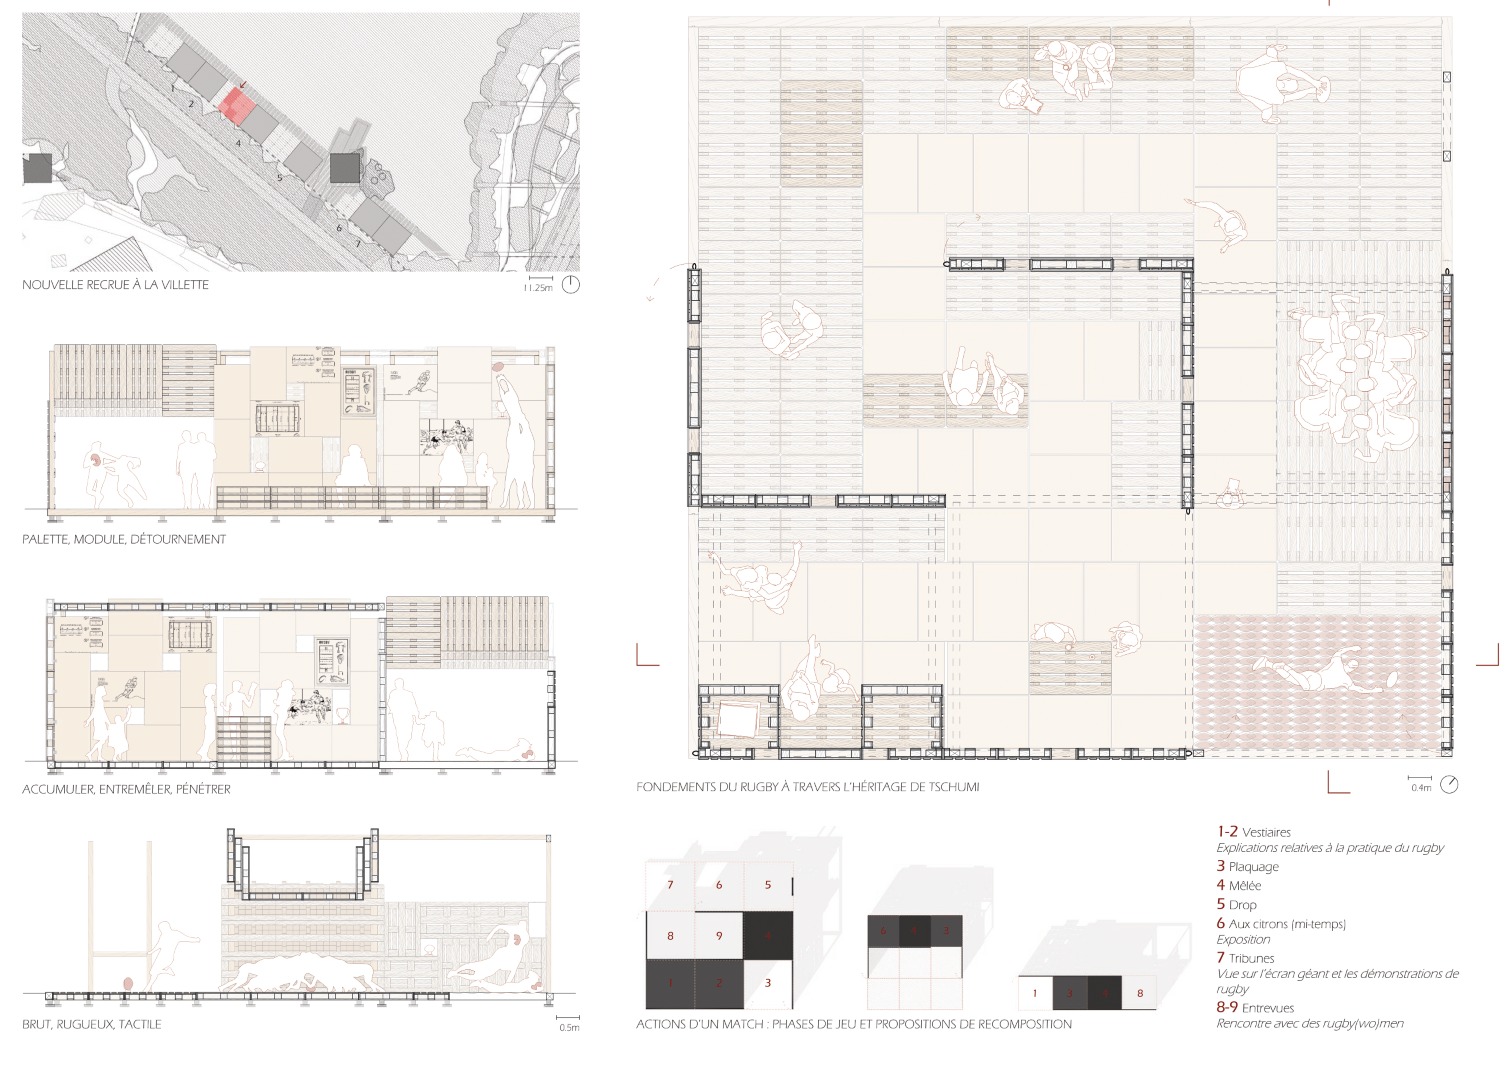 1
2
4
5
6
7
NOUVELLE RECRUE À LA VILLETTE
11.25m
PALETTE, MODULE, DÉTOURNEMENT
ACCUMULER, ENTREMÊLER, PÉNÉTRER
BRUT, RUGUEUX, TACTILE
0.5m
FONDEMENTS DU RUGBY À TRAVERS L'HÉRITAGE DE TSCHUMI
0.4m
7 6 5
8 9 4
1 2 3
6 4 3
1 3 8
ACTIONS D'UN MATCH : PHASES DE JEU ET PROPOSITIONS DE RECOMPOSITION
1-2 Vestiaires
Explications relatives à la pratique du rugby
3 Plaquage
4 Mêlée
5 Drop
6 Aux citrons (mi-temps)
Exposition
7 Tribunes
Vue sur l'écran géant et les démonstrations de
rugby
8-9 Entrevues
Rencontre avec des rugby(wo)men